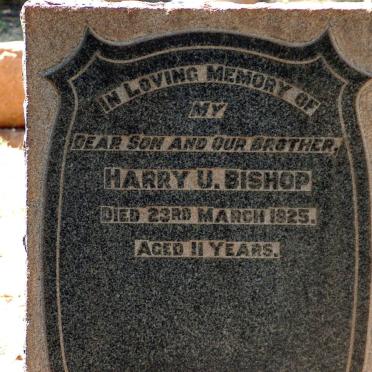 IN LOVING MEMORY OF
MY
DEAR SON AND OUR BROTHER,
HARRY U. BISHOP
DIED 23RD MARCH 1925.
AGED 11 YEARS.